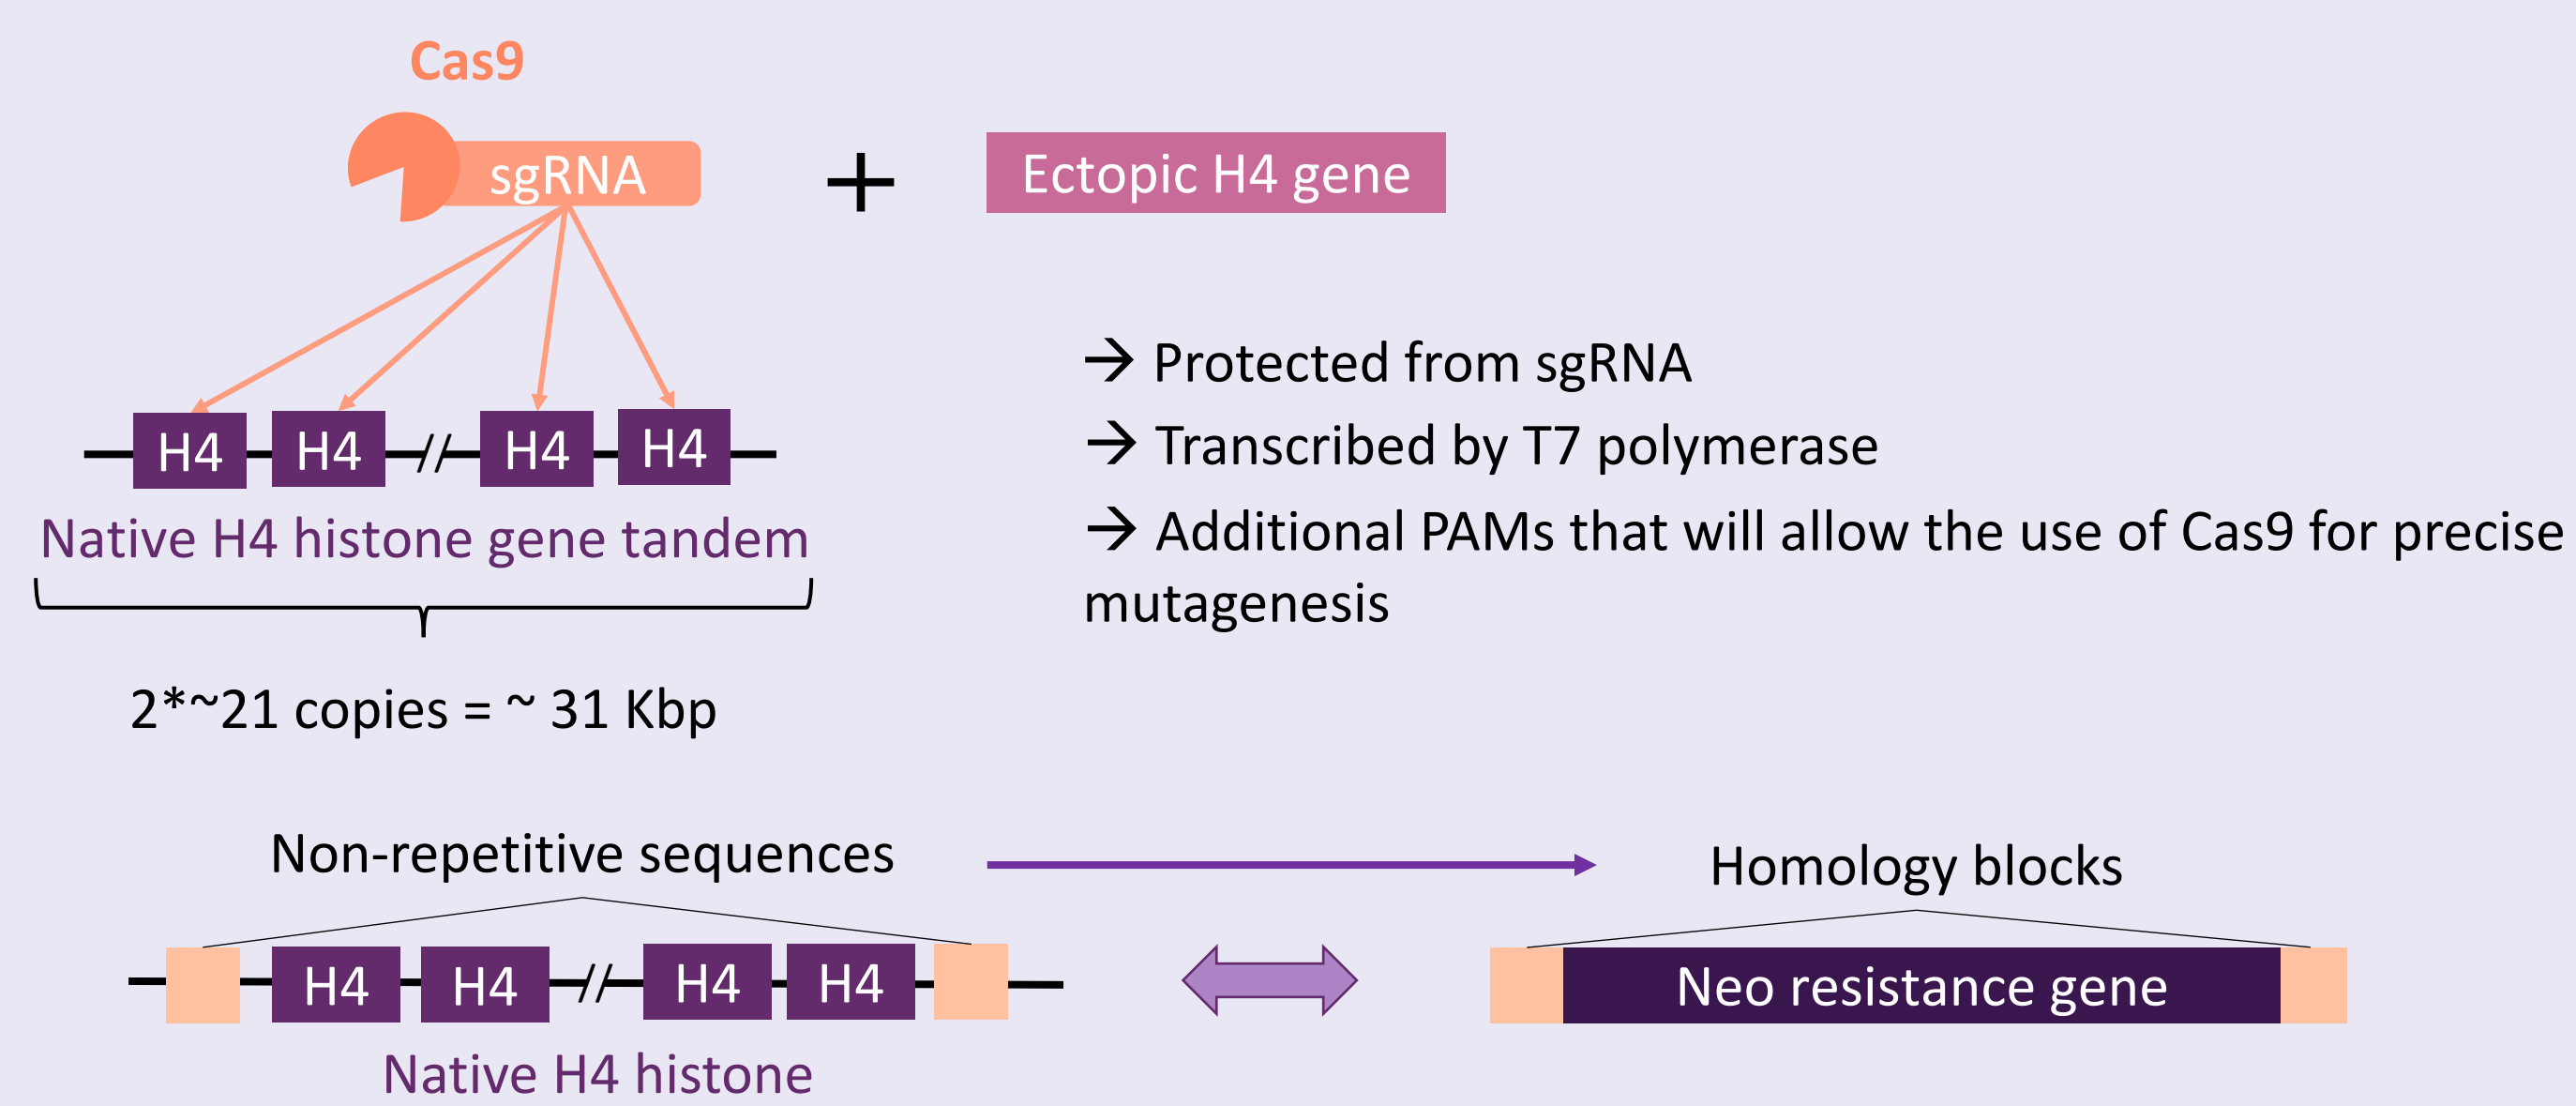 Cas9
sgRNA
+
Ectopic H4 gene
→ Protected from sgRNA
→ Transcribed by T7 polymerase
→ Additional PAMs that will allow the use of Cas9 for precise
mutagenesis
H4 H4 // H4 H4
Native H4 histone gene tandem
2*~21 copies = ~ 31 Kbp
Non-repetitive sequences
Homology blocks
H4 H4 // H4 H4
Neo resistance gene
Native H4 histone